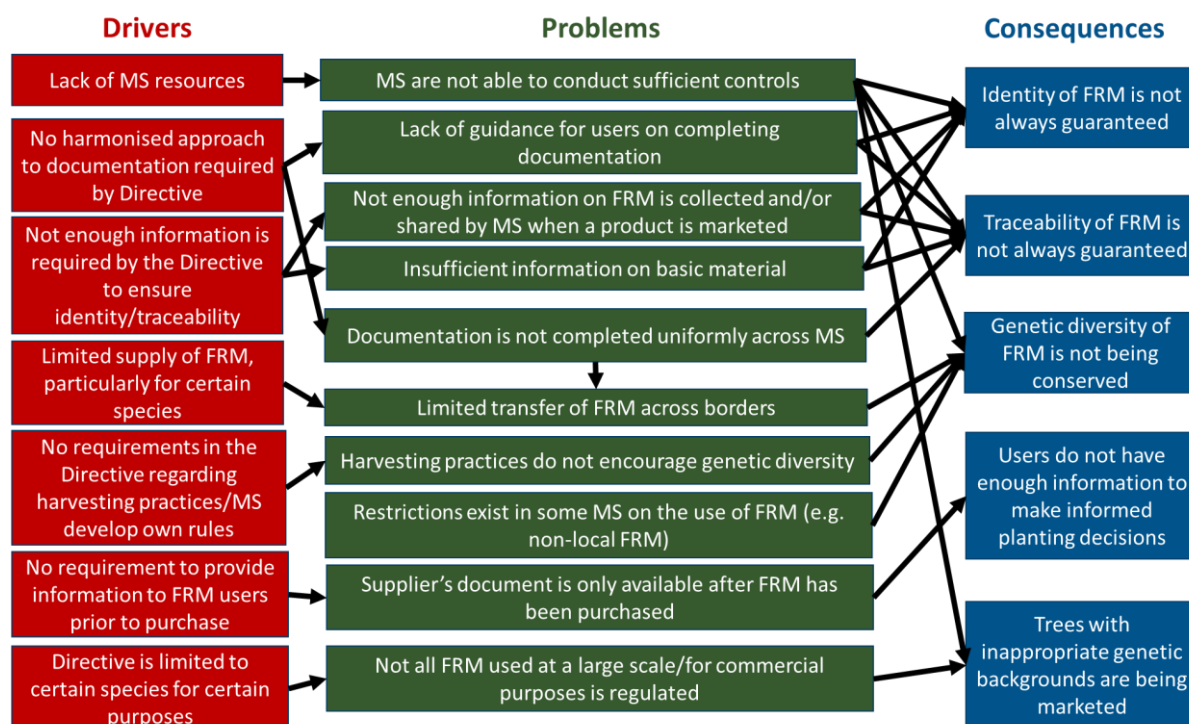 Drivers
Problems
Consequences
Lack of MS resources
No harmonised approach
to documentation required
by Directive
Not enough information is
required by the Directive
to ensure
identity/traceability
Limited supply of FRM,
particularly for certain
species
No requirements in the
Directive regarding
harvesting practices/MS
develop own rules
No requirement to provide
information to FRM users
prior to purchase
Directive is limited to
certain species for certain
purposes
MS are not able to conduct sufficient controls
Lack of guidance for users on completing
documentation
Not enough information on FRM is collected and/or
shared by MS when a product is marketed
Insufficient information on basic material
Documentation is not completed uniformly across MS
Limited transfer of FRM across borders
Harvesting practices do not encourage genetic diversity
Restrictions exist in some MS on the use of FRM (e.g.
non-local FRM)
Supplier's document is only available after FRM has
been purchased
Not all FRM used at a large scale/for commercial
purposes is regulated
Identity of FRM is not
always guaranteed
Traceability of FRM is
not always guaranteed
Genetic diversity of
FRM is not being
conserved
Users do not have
enough information to
make informed
planting decisions
Trees with
inappropriate genetic
backgrounds are being
marketed